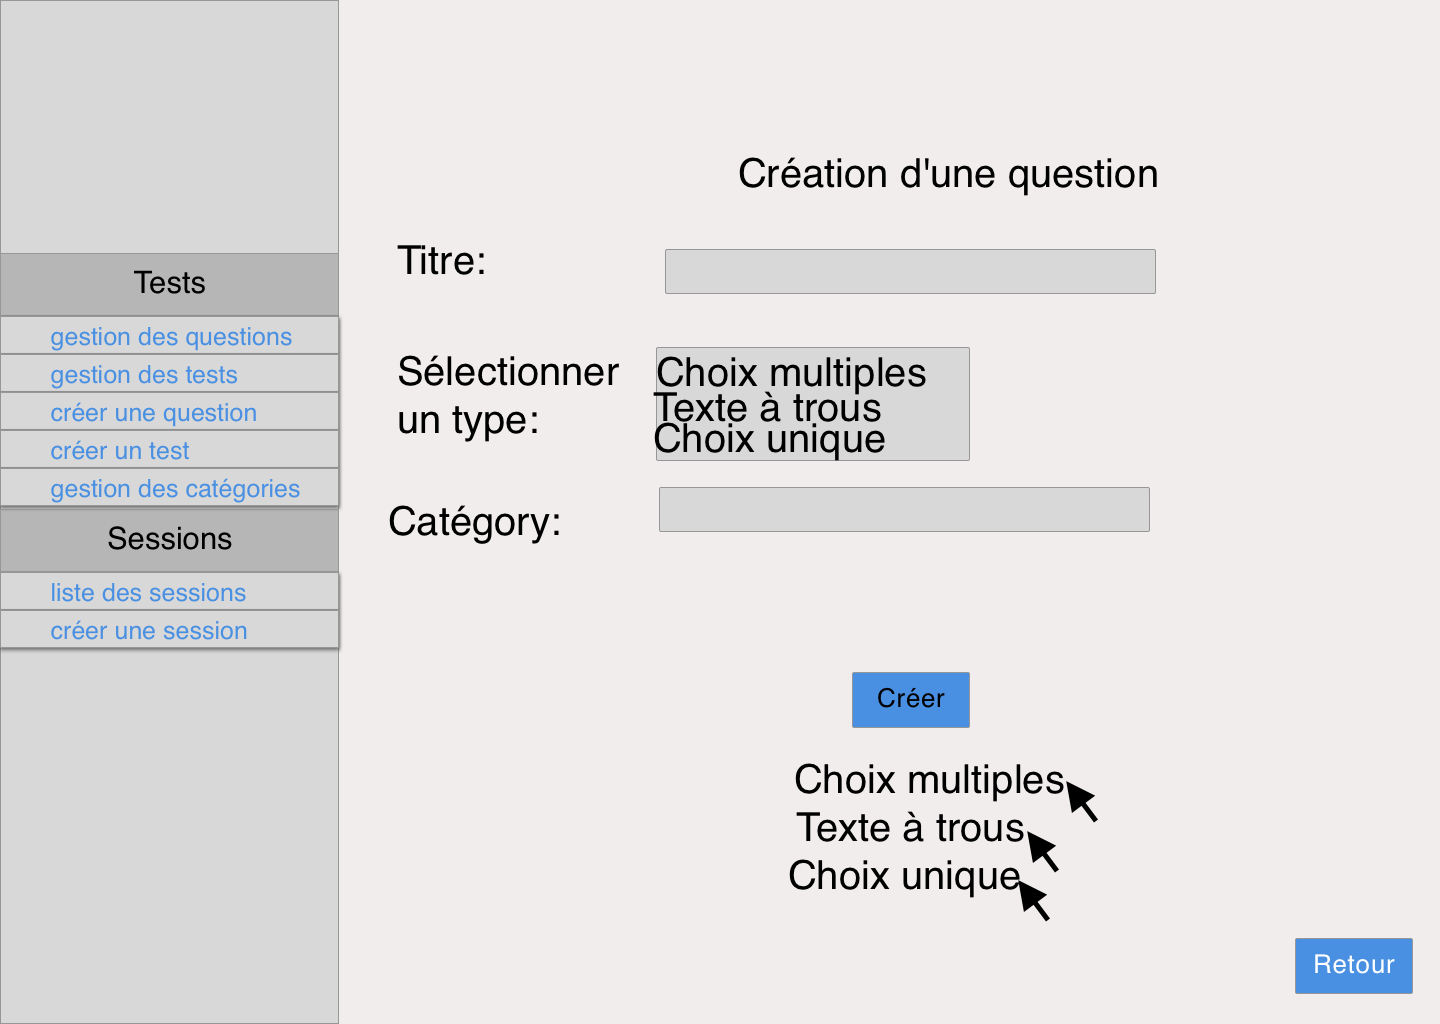 Tests
gestion des questions
gestion des tests
créer une question
créer un test
gestion des catégories
Sessions
liste des sessions
créer une session
Création d'une question
Titre:
Sélectionner
un type:
Choix multiples
Texte à trous
Choix unique
Catégory:
Créer
Choix multiples
Texte à trous
Choix unique
Retour